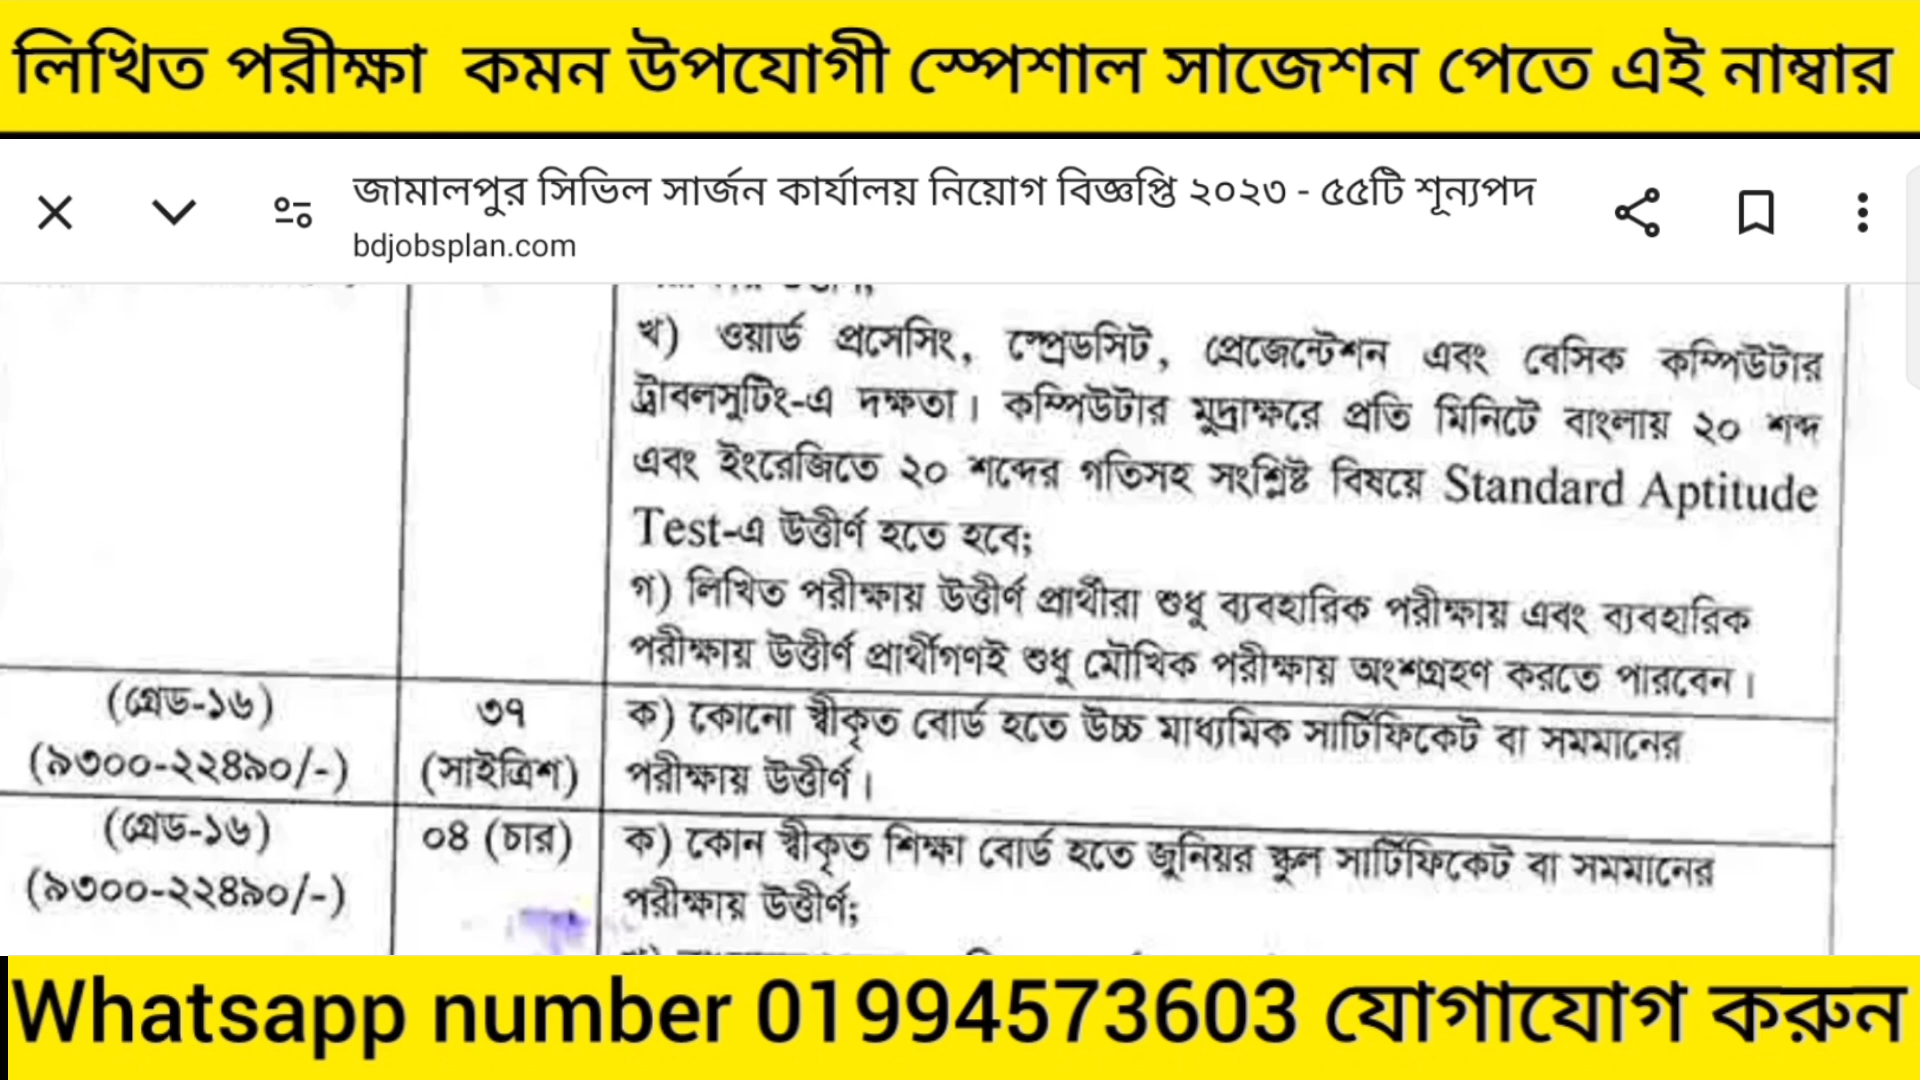 লিখিত পরীক্ষা কমন উপযোগী স্পেশাল সাজেশন পেতে এই নাম্বার
জামালপুর সিভিল সার্জন কার্যালয় নিয়োগ বিজ্ঞপ্তি ২০২৩ - ৫৫টি শূন্যপদ
bdjobsplan.com
খ) ওয়ার্ড প্রসেসিং, স্প্রেডসিট, প্রেজেন্টেশন এবং বেসিক কম্পিউটার
ট্রাবলসুটিং-এ দক্ষতা। কম্পিউটার মুদ্রাক্ষরে প্রতি মিনিটে বাংলায় ২০ শব্দ
এবং ইংরেজিতে ২০ শব্দের গতিসহ সংশ্লিষ্ট বিষয়ে Standard Aptitude
Test-এ উত্তীর্ণ হতে হবে;
গ) লিখিত পরীক্ষায় উত্তীর্ণ প্রার্থীরা শুধু ব্যবহারিক পরীক্ষায় এবং ব্যবহারিক
পরীক্ষায় উত্তীর্ণ প্রার্থীগণই শুধু মৌখিক পরীক্ষায় অংশগ্রহণ করতে পারবেন।
(গ্রেড-১৬)
(৯৩০০-২২৪৯০/-)
৩৭
(সাইত্রিশ)
ক) কোনো স্বীকৃত বোর্ড হতে উচ্চ মাধ্যমিক সার্টিফিকেট বা সমমানের
পরীক্ষায় উত্তীর্ণ।
(গ্রেড-১৬)
(৯৩০০-২২৪৯০/-)
০৪ (চার)
ক) কোন স্বীকৃত শিক্ষা বোর্ড হতে জুনিয়র স্কুল সার্টিফিকেট বা সমমানের
পরীক্ষায় উত্তীর্ণ;
Whatsapp number 01994573603 যোগাযোগ করুন